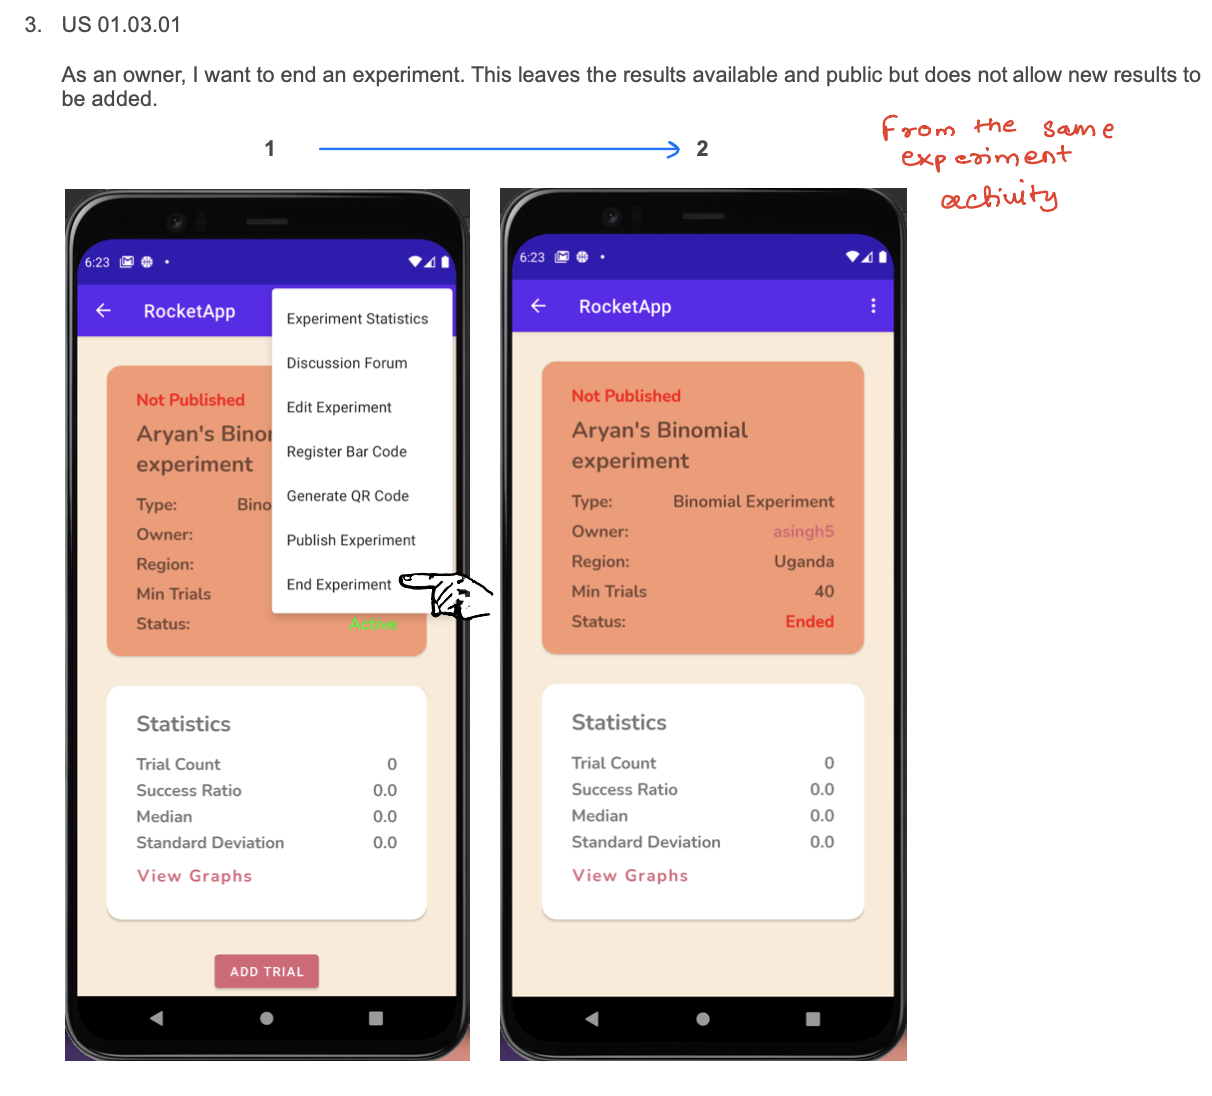 3. US 01.03.01
As an owner, I want to end an experiment. This leaves the results available and public but does not allow new results to
be added.
1
2
From the same
experiment
activity
6:23
RocketApp
Experiment Statistics
Discussion Forum
Edit Experiment
Register Bar Code
Generate QR Code
Publish Experiment
End Experiment
Not Published
Aryan's Binor
experiment
Type: Bino
Owner:
Region:
Min Trials
Status: Active
Statistics
Trial Count 0
Success Ratio 0.0
Median 0.0
Standard Deviation 0.0
View Graphs
ADD TRIAL
6:23
RocketApp
Not Published
Aryan's Binomial
experiment
Type: Binomial Experiment
Owner: asingh5
Region: Uganda
Min Trials 40
Status: Ended
Statistics
Trial Count 0
Success Ratio 0.0
Median 0.0
Standard Deviation 0.0
View Graphs